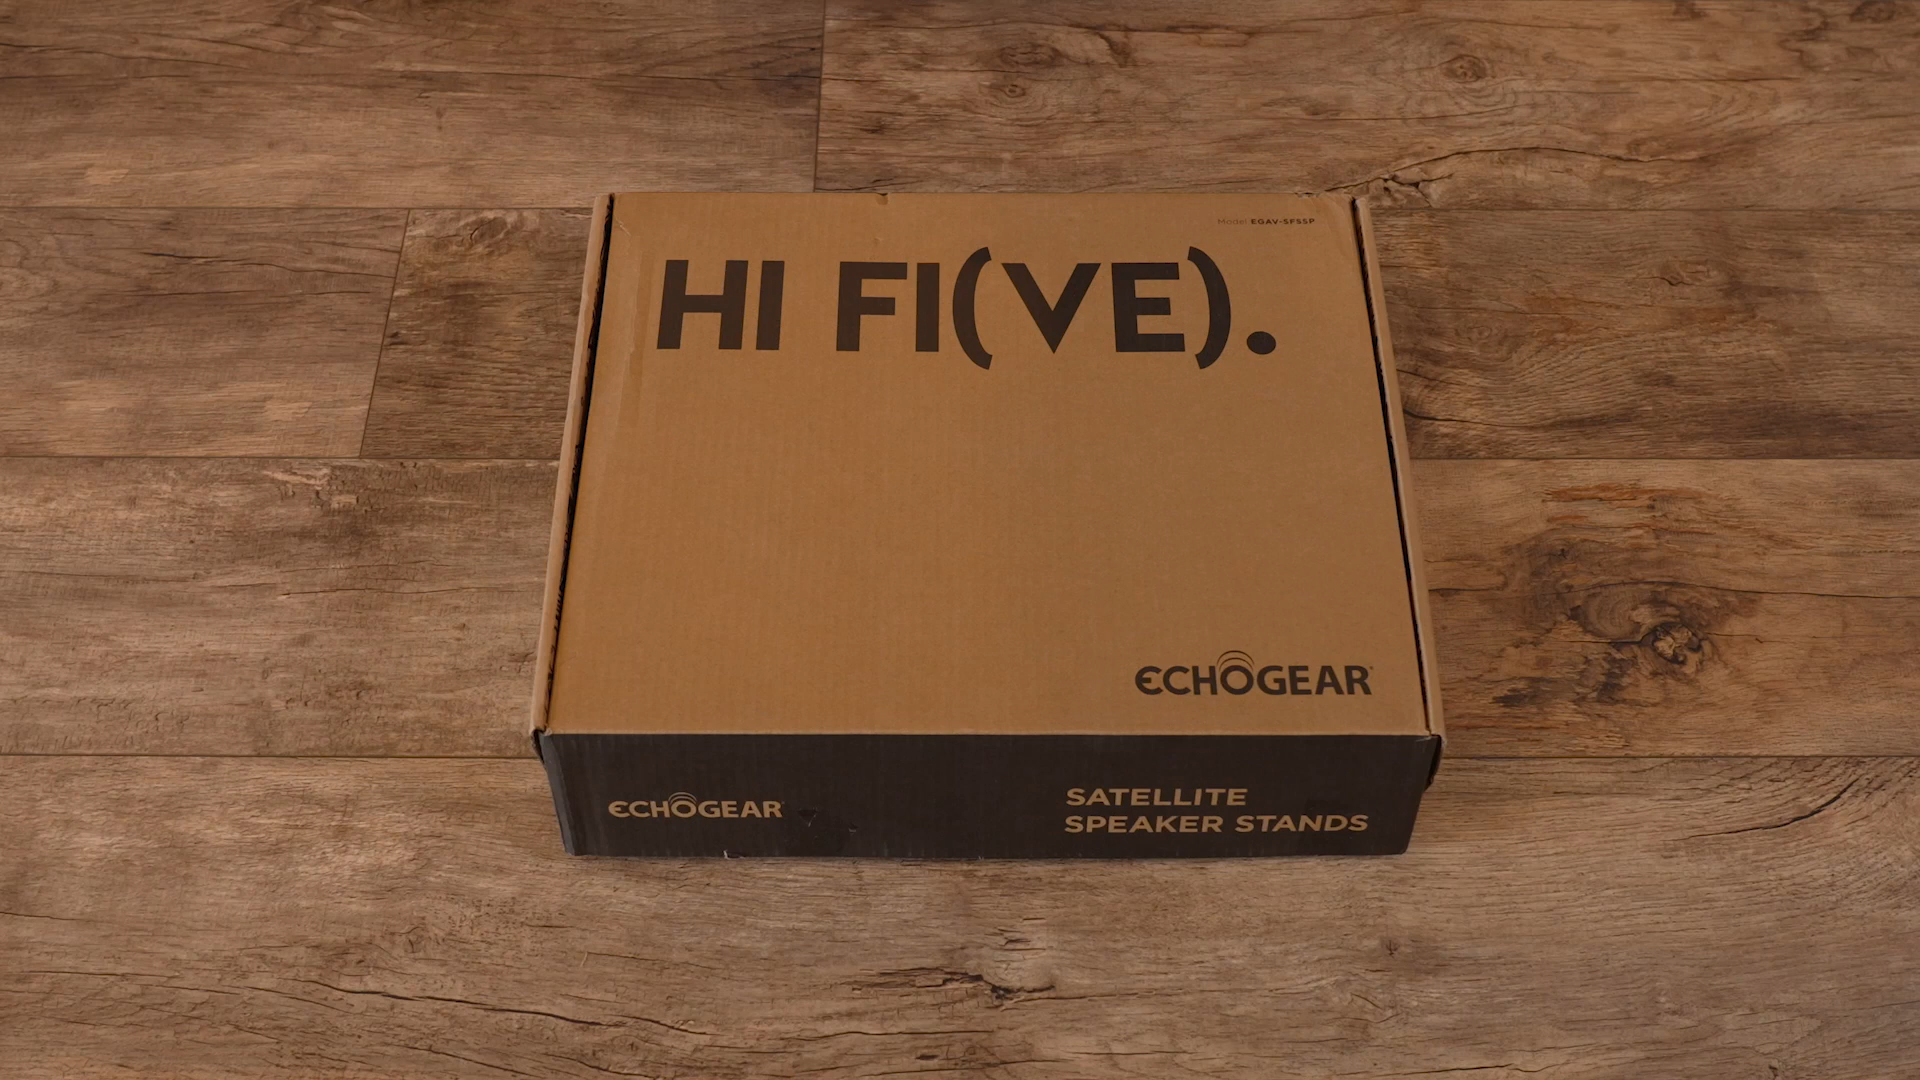 Model EGAV-SFSSP
HI FI(VE).
ECHOGEAR
ECHOGEAR
SATELLITE
SPEAKER STANDS